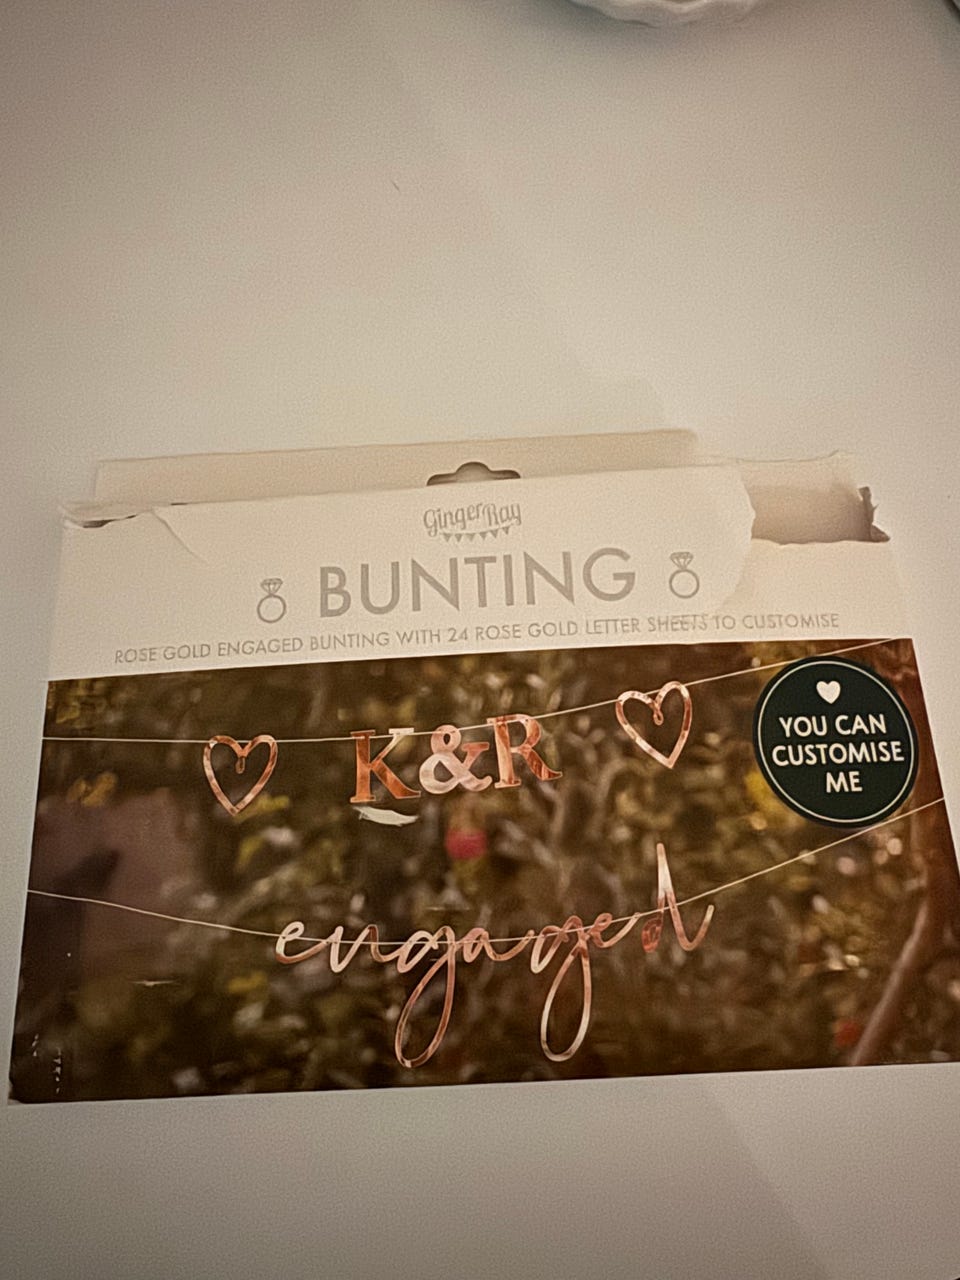 Ginger Ray
BUNTING
ROSE GOLD ENGAGED BUNTING WITH 24 ROSE GOLD LETTER SHEETS TO CUSTOMISE
K&R
YOU CAN
CUSTOMISE
ME
engaged